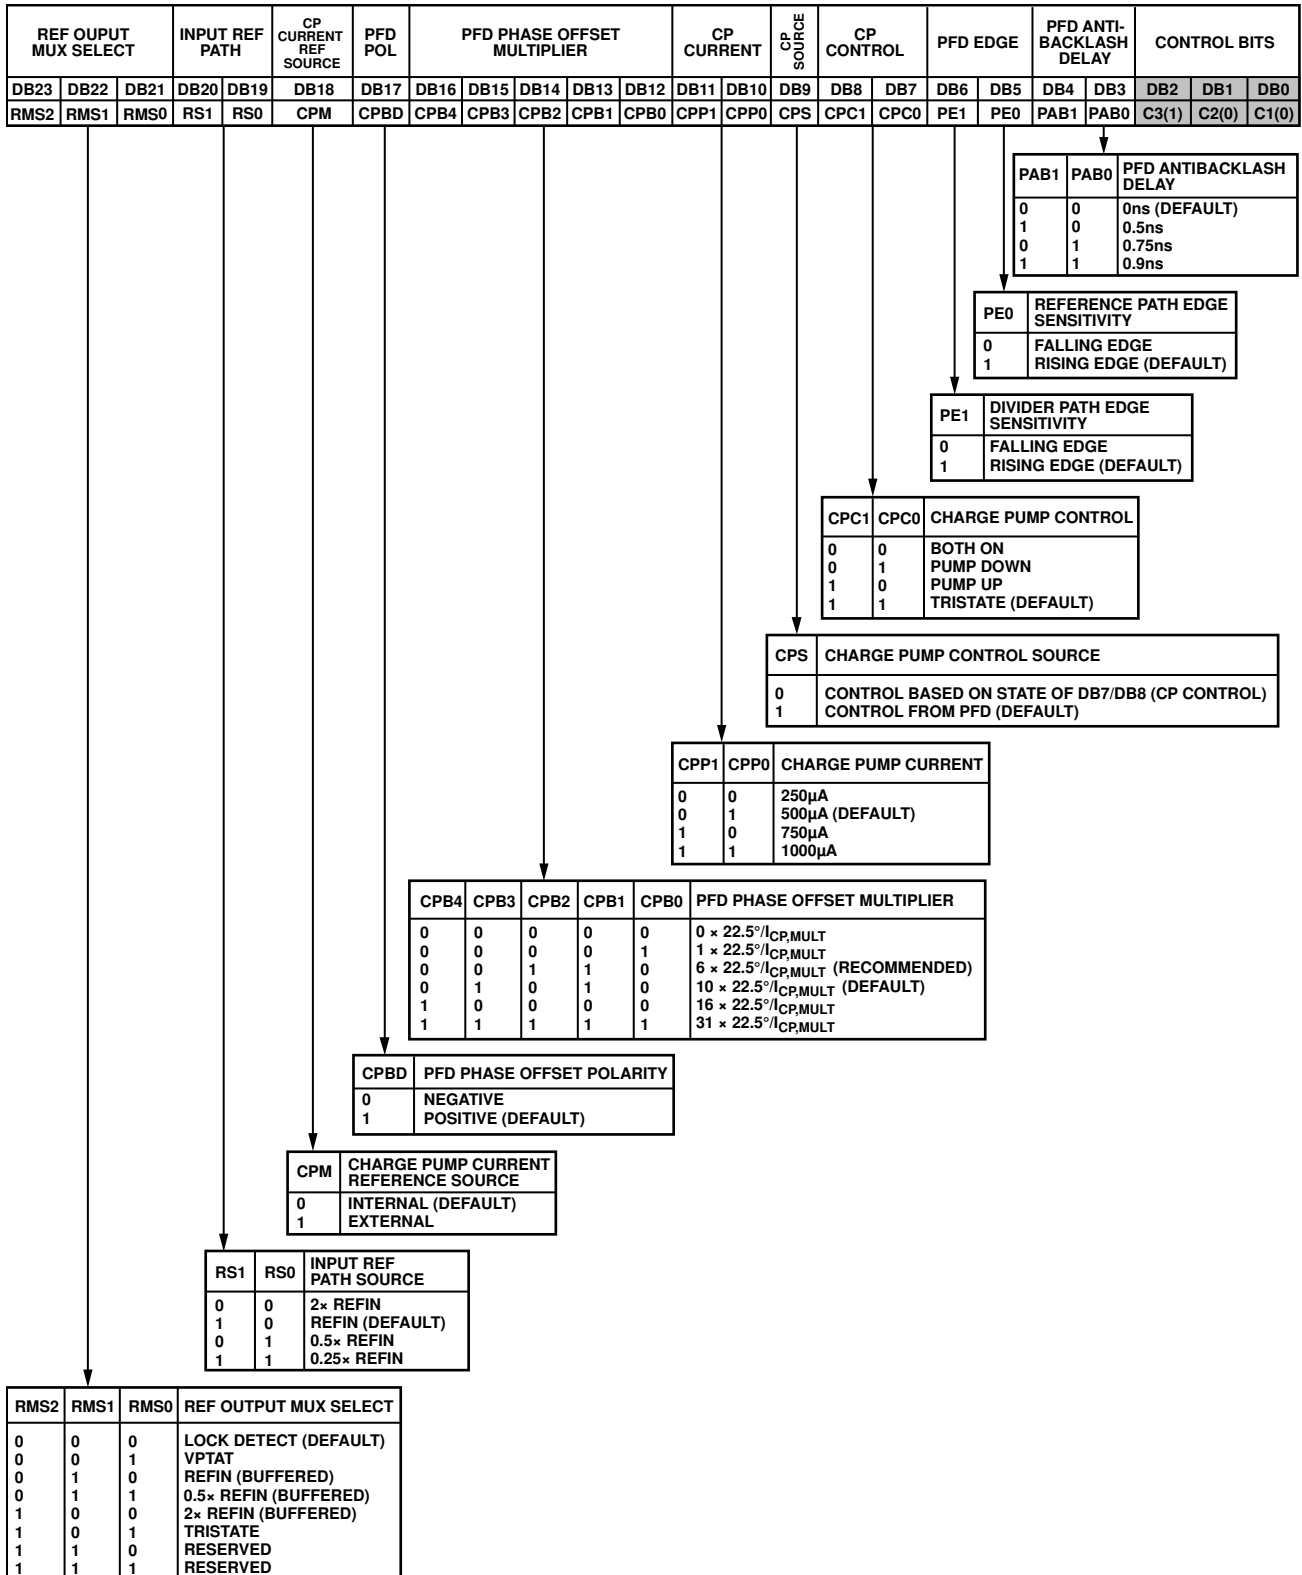 REF OUPUT MUX SELECT
INPUT REF PATH
CP CURRENT REF SOURCE
PFD POL
PFD PHASE OFFSET MULTIPLIER
CP CURRENT
CP SOURCE
CP CONTROL
PFD EDGE
PFD ANTI-BACKLASH DELAY
CONTROL BITS
DB23 DB22 DB21 DB20 DB19 DB18 DB17 DB16 DB15 DB14 DB13 DB12 DB11 DB10 DB9 DB8 DB7 DB6 DB5 DB4 DB3 DB2 DB1 DB0
RMS2 RMS1 RMS0 RS1 RS0 CPM CPBD CPB4 CPB3 CPB2 CPB1 CPB0 CPP1 CPP0 CPS CPC1 CPC0 PE1 PE0 PAB1 PAB0 C3(1) C2(0) C1(0)
PAB1 PAB0 PFD ANTIBACKLASH DELAY
0 0 0ns (DEFAULT)
1 0 0.5ns
0 1 0.75ns
1 1 0.9ns
PE0 REFERENCE PATH EDGE SENSITIVITY
0 FALLING EDGE
1 RISING EDGE (DEFAULT)
PE1 DIVIDER PATH EDGE SENSITIVITY
0 FALLING EDGE
1 RISING EDGE (DEFAULT)
CPC1 CPC0 CHARGE PUMP CONTROL
0 0 BOTH ON
0 1 PUMP DOWN
1 0 PUMP UP
1 1 TRISTATE (DEFAULT)
CPS CHARGE PUMP CONTROL SOURCE
0 CONTROL BASED ON STATE OF DB7/DB8 (CP CONTROL)
1 CONTROL FROM PFD (DEFAULT)
CPP1 CPP0 CHARGE PUMP CURRENT
0 0 250µA
0 1 500µA (DEFAULT)
1 0 750µA
1 1 1000µA
CPB4 CPB3 CPB2 CPB1 CPB0 PFD PHASE OFFSET MULTIPLIER
0 0 0 0 0 0 × 22.5°/ICP,MULT
0 0 0 0 1 1 × 22.5°/ICP,MULT
0 0 1 1 0 6 × 22.5°/ICP,MULT (RECOMMENDED)
0 1 0 1 0 10 × 22.5°/ICP,MULT (DEFAULT)
1 0 0 0 0 16 × 22.5°/ICP,MULT
1 1 1 1 1 31 × 22.5°/ICP,MULT
CPBD PFD PHASE OFFSET POLARITY
0 NEGATIVE
1 POSITIVE (DEFAULT)
CPM CHARGE PUMP CURRENT REFERENCE SOURCE
0 INTERNAL (DEFAULT)
1 EXTERNAL
RS1 RS0 INPUT REF PATH SOURCE
0 0 2× REFIN
1 0 REFIN (DEFAULT)
0 1 0.5× REFIN
1 1 0.25× REFIN
RMS2 RMS1 RMS0 REF OUTPUT MUX SELECT
0 0 0 LOCK DETECT (DEFAULT)
0 0 1 VPTAT
0 1 0 REFIN (BUFFERED)
0 1 1 0.5× REFIN (BUFFERED)
1 0 0 2× REFIN (BUFFERED)
1 0 1 TRISTATE
1 1 0 RESERVED
1 1 1 RESERVED